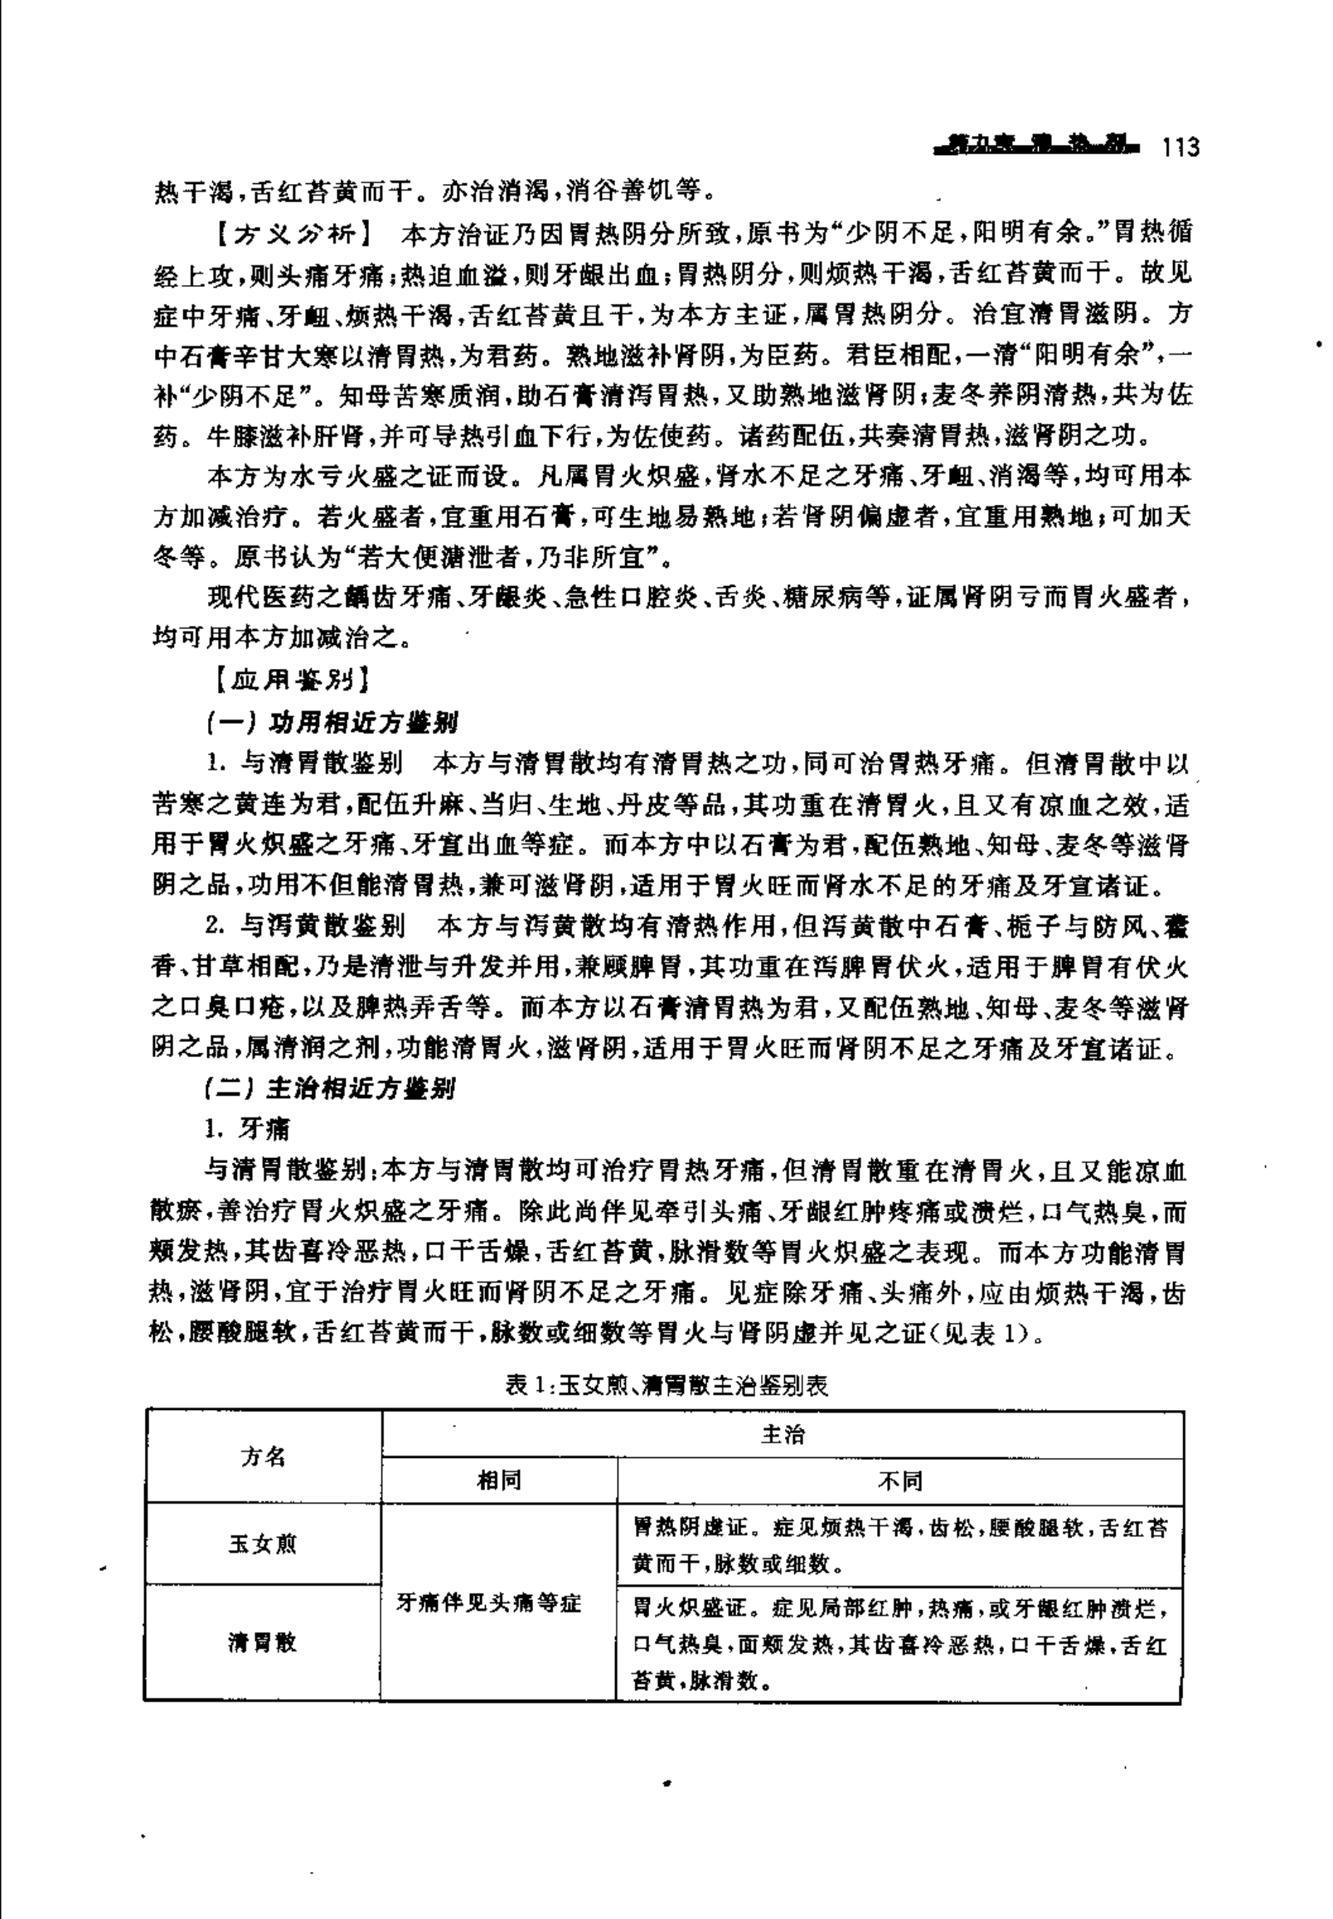 第九章 清热剂 113
热干渴,舌红苔黄而干。亦治消渴,消谷善饥等。
【方义分析】 本方治证乃因胃热阴分所致,原书为“少阴不足,阳明有余。”胃热循
经上攻,则头痛牙痛;热迫血溢,则牙龈出血;胃热阴分,则烦热干渴,舌红苔黄而干。故见
症中牙痛、牙衄、烦热干渴,舌红苔黄且干,为本方主证,属胃热阴分。治宜清胃滋阴。方
中石膏辛甘大寒以清胃热,为君药。熟地滋补肾阴,为臣药。君臣相配,一清“阳明有余”,一
补“少阴不足”。知母苦寒质润,助石膏清泻胃热,又助熟地滋肾阴;麦冬养阴清热,共为佐
药。牛膝滋补肝肾,并可导热引血下行,为佐使药。诸药配伍,共奏清胃热,滋肾阴之功。
本方为水亏火盛之证而设。凡属胃火炽盛,肾水不足之牙痛、牙衄、消渴等,均可用本
方加减治疗。若火盛者,宜重用石膏,可生地易熟地;若肾阴偏虚者,宜重用熟地;可加天
冬等。原书认为“若大便溏泄者,乃非所宜”。
现代医药之龋齿牙痛、牙龈炎、急性口腔炎、舌炎、糖尿病等,证属肾阴亏而胃火盛者,
均可用本方加减治之。
【应用鉴别】
(一) 功用相近方鉴别
1. 与清胃散鉴别 本方与清胃散均有清胃热之功,同可治胃热牙痛。但清胃散中以
苦寒之黄连为君,配伍升麻、当归、生地、丹皮等品,其功重在清胃火,且又有凉血之效,适
用于胃火炽盛之牙痛、牙宣出血等症。而本方中以石膏为君,配伍熟地、知母、麦冬等滋肾
阴之品,功用不但能清胃热,兼可滋肾阴,适用于胃火旺而肾水不足的牙痛及牙宣诸证。
2. 与泻黄散鉴别 本方与泻黄散均有清热作用,但泻黄散中石膏、栀子与防风、藿
香、甘草相配,乃是清泄与升发并用,兼顾脾胃,其功重在泻脾胃伏火,适用于脾胃有伏火
之口臭口疮,以及脾热弄舌等。而本方以石膏清胃热为君,又配伍熟地、知母、麦冬等滋肾
阴之品,属清润之剂,功能清胃火,滋肾阴,适用于胃火旺而肾阴不足之牙痛及牙宣诸证。
(二) 主治相近方鉴别
1. 牙痛
与清胃散鉴别:本方与清胃散均可治疗胃热牙痛,但清胃散重在清胃火,且又能凉血
散瘀,善治疗胃火炽盛之牙痛。除此尚伴见牵引头痛、牙龈红肿疼痛或溃烂,口气热臭,而
颊发热,其齿喜冷恶热,口干舌燥,舌红苔黄,脉滑数等胃火炽盛之表现。而本方功能清胃
热,滋肾阴,宜于治疗胃火旺而肾阴不足之牙痛。见症除牙痛、头痛外,应由烦热干渴,齿
松,腰酸腿软,舌红苔黄而干,脉数或细数等胃火与肾阴虚并见之证(见表1)。
表1:玉女煎、清胃散主治鉴别表
方名
主治
相同
不同
玉女煎
牙痛伴见头痛等症
胃热阴虚证。症见烦热干渴,齿松,腰酸腿软,舌红苔
黄而干,脉数或细数。
清胃散
胃火炽盛证。症见局部红肿,热痛,或牙龈红肿溃烂,
口气热臭,面颊发热,其齿喜冷恶热,口干舌燥,舌红
苔黄,脉滑数。